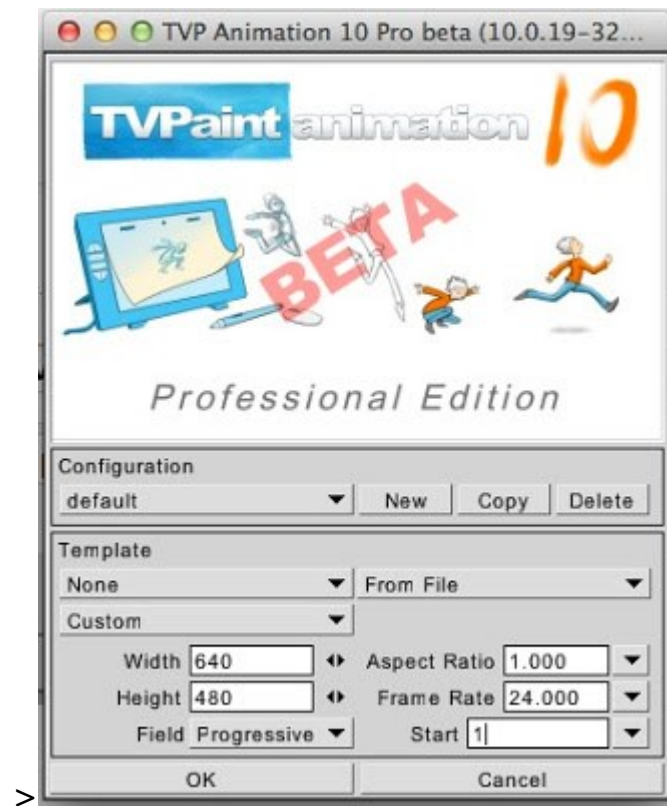 TVP Animation 10 Pro beta (10.0.19-32...
TVPaint animation 10
BETA
Professional Edition
Configuration
default New Copy Delete
Template
None From File
Custom
Width 640 Aspect Ratio 1.000
Height 480 Frame Rate 24.000
Field Progressive Start 1
OK Cancel
>